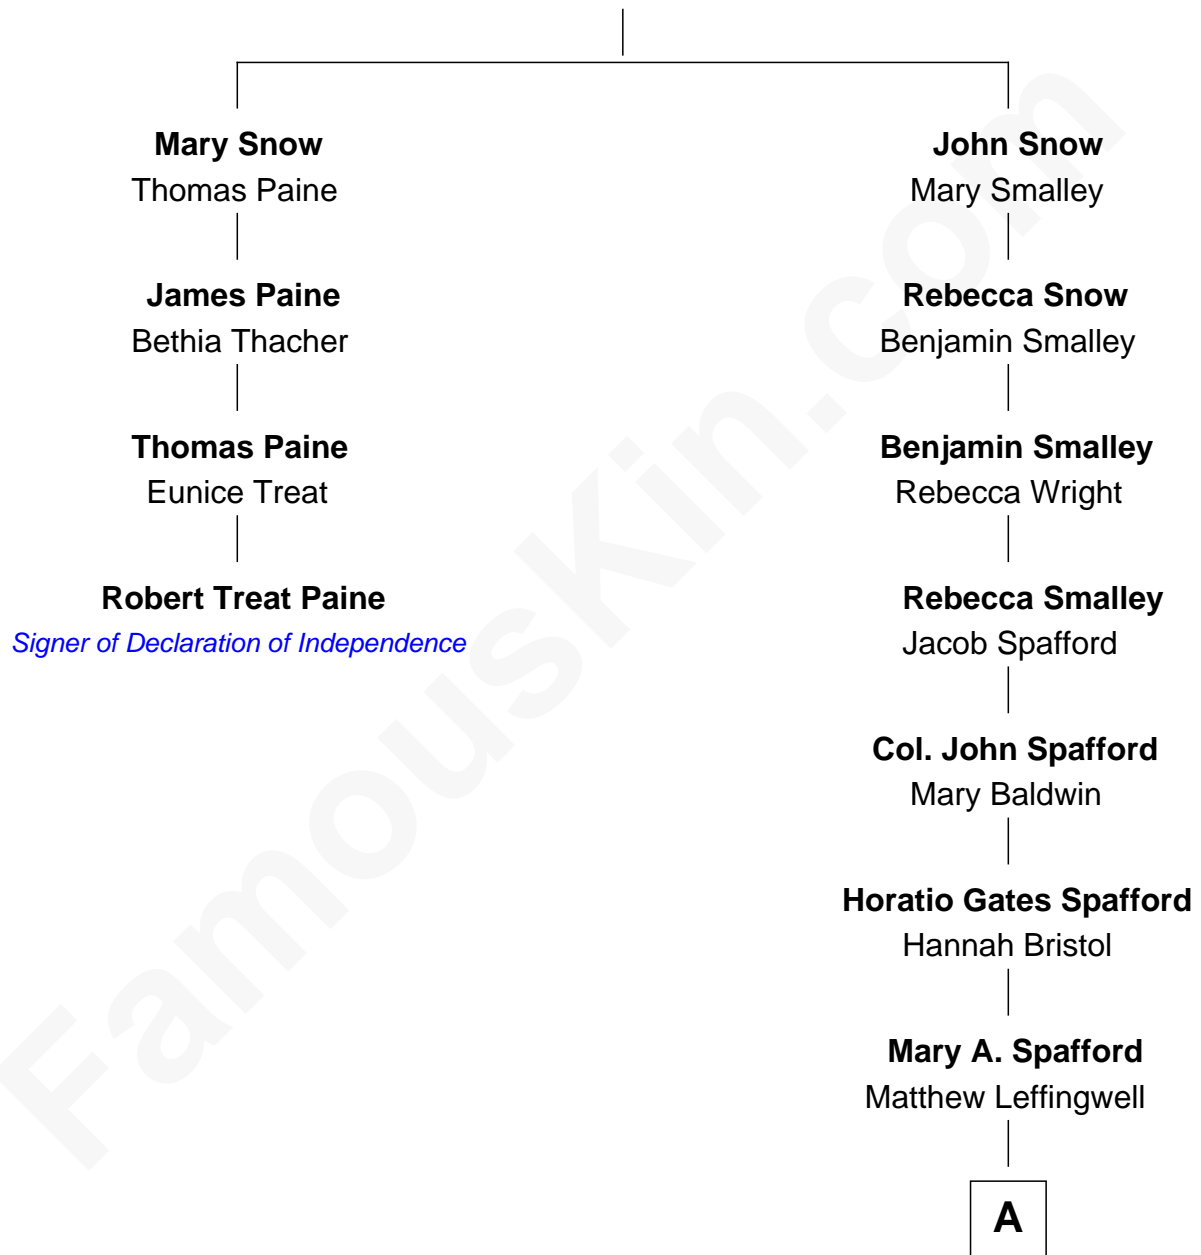 Mary Snow
Thomas Paine
James Paine
Bethia Thacher
Thomas Paine
Eunice Treat
Robert Treat Paine
Signer of Declaration of Independence
John Snow
Mary Smalley
Rebecca Snow
Benjamin Smalley
Benjamin Smalley
Rebecca Wright
Rebecca Smalley
Jacob Spafford
Col. John Spafford
Mary Baldwin
Horatio Gates Spafford
Hannah Bristol
Mary A. Spafford
Matthew Leffingwell
A
FamousKin.com